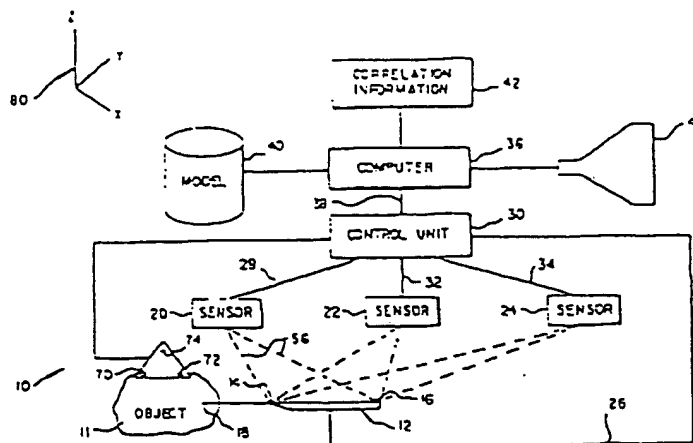 Z
80
Y
X
CORRELATION
INFORMATION
42
40
MODEL
COMPUTER
36
4
38
CONTROL UNIT
30
29
32
34
20
SENSOR
22
SENSOR
24
SENSOR
74
56
10
70
72
14
16
OBJECT
11
18
12
26